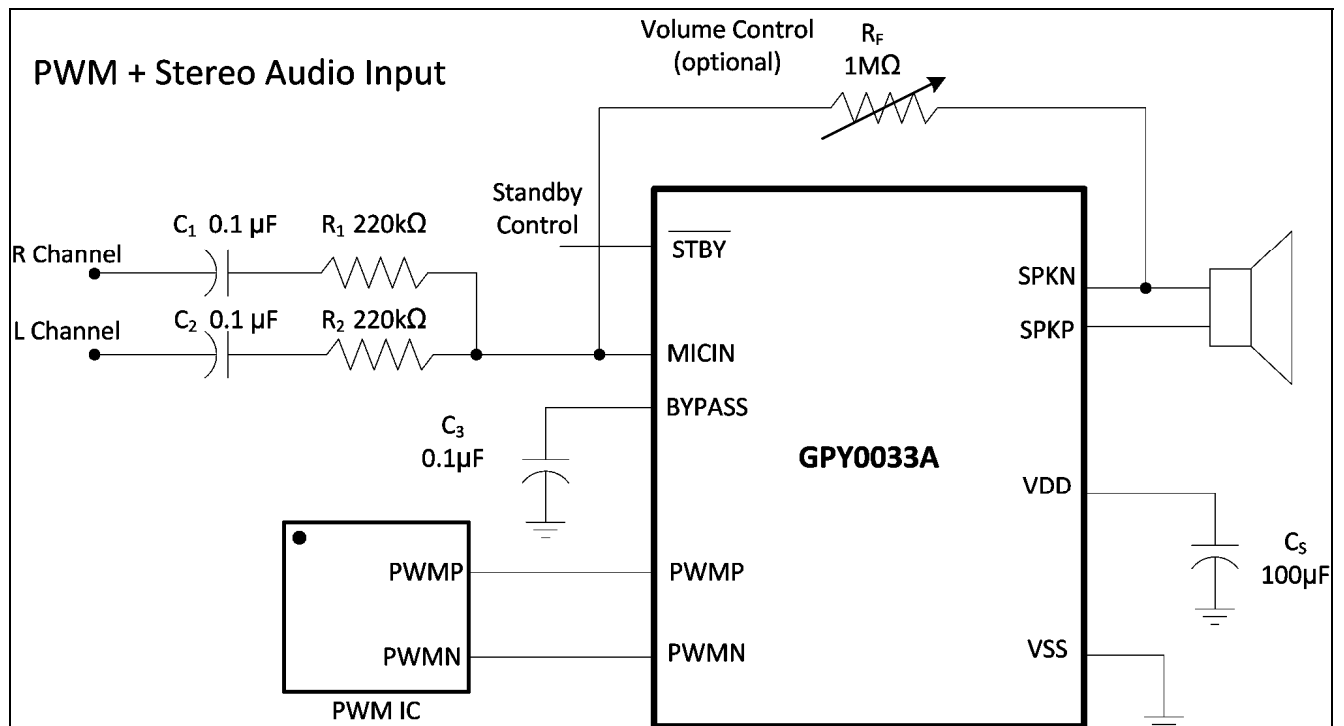 PWM + Stereo Audio Input
Volume Control
(optional)
R_F
1MΩ
Standby
Control
C₁ 0.1 µF
R₁ 220kΩ
R Channel
L Channel
C₂ 0.1 µF
R₂ 220kΩ
STBY
MICIN
BYPASS
C₃
0.1µF
GPY0033A
SPKN
SPKP
VDD
C_S
100µF
VSS
PWMP
PWMN
PWMP
PWMN
PWM IC